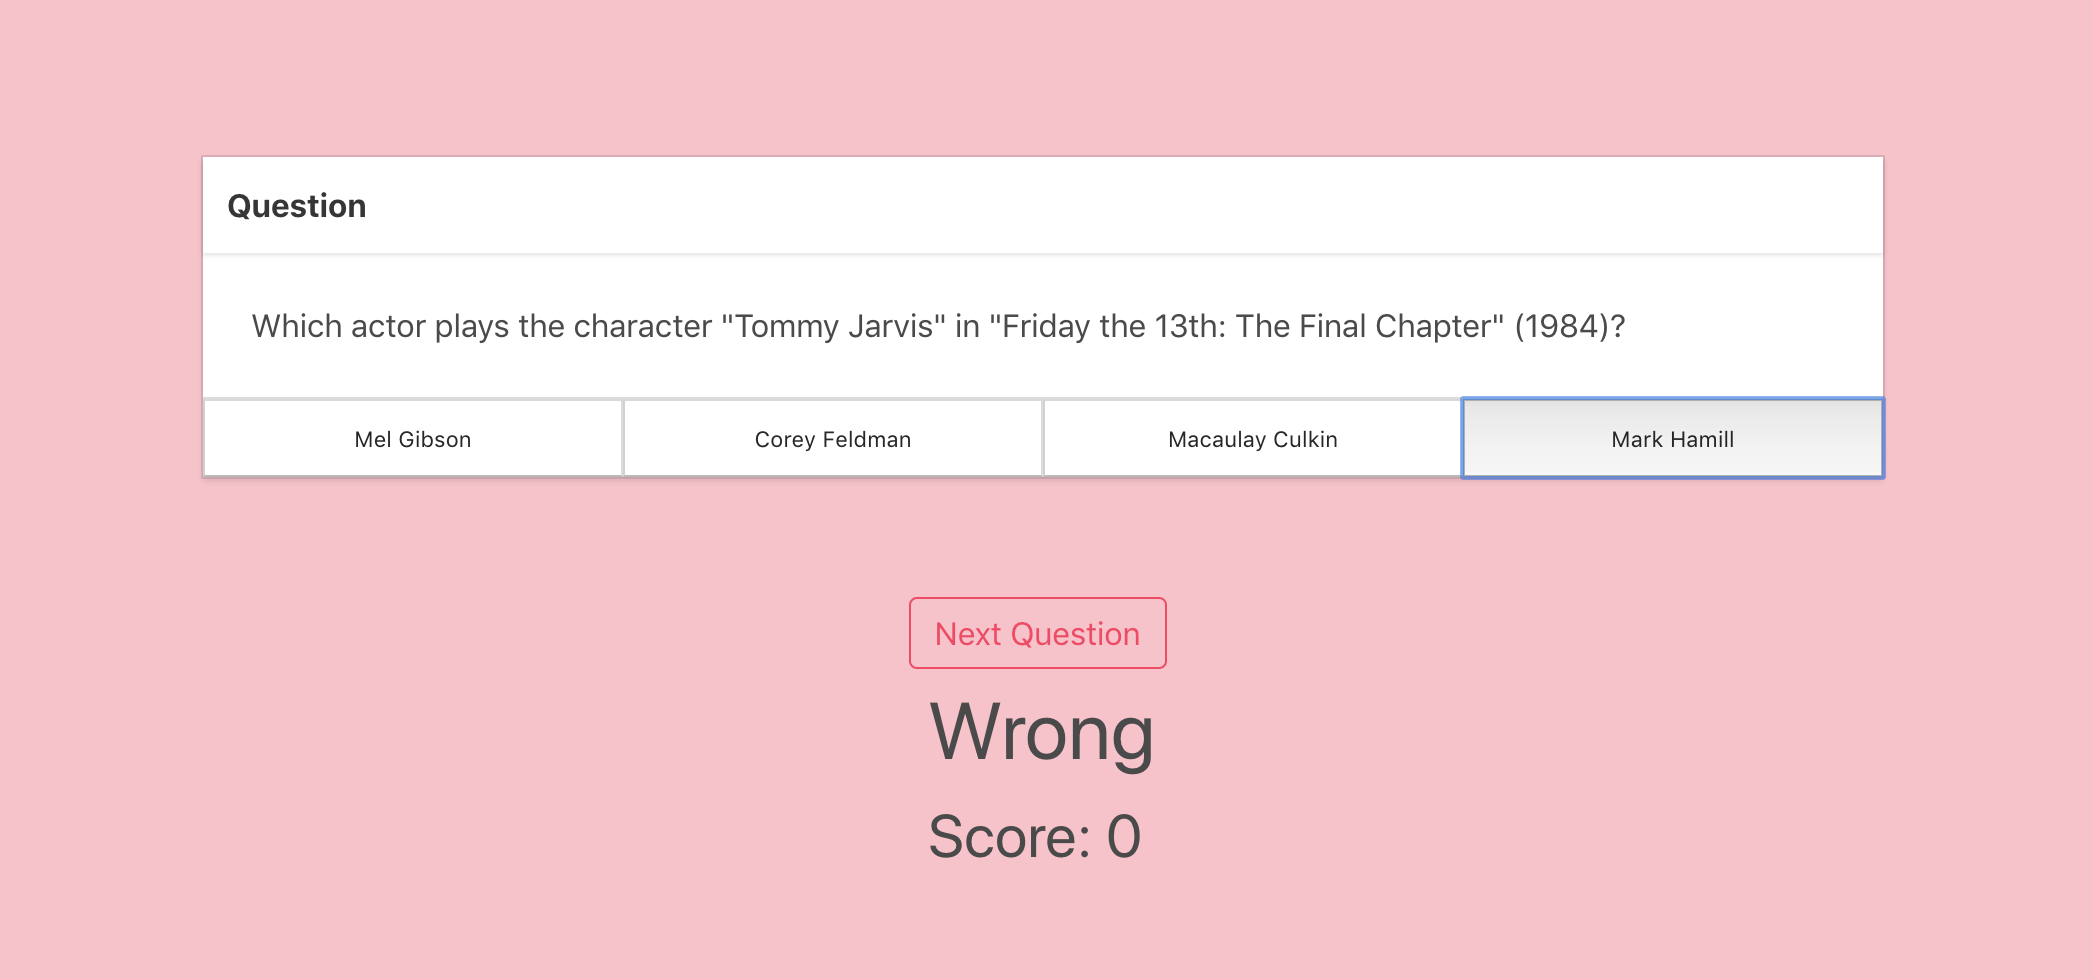 Question
Which actor plays the character "Tommy Jarvis" in "Friday the 13th: The Final Chapter" (1984)?
Mel Gibson
Corey Feldman
Macaulay Culkin
Mark Hamill
Next Question
Wrong
Score: 0